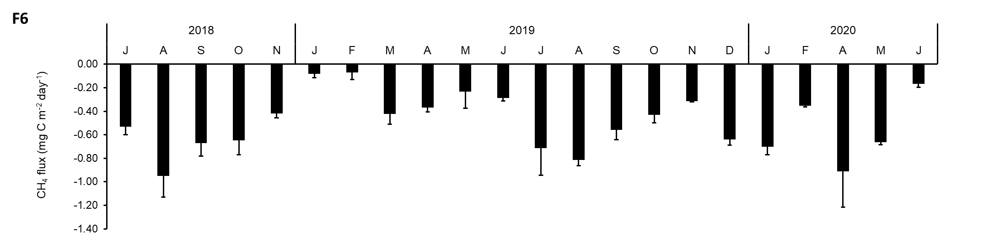 F6
2018 2019 2020
J A S O N J F M A M J J A S O N D J F A M J
0.00
-0.20
-0.40
-0.60
-0.80
-1.00
-1.20
-1.40
CH₄ flux (mg C m⁻² day⁻¹)